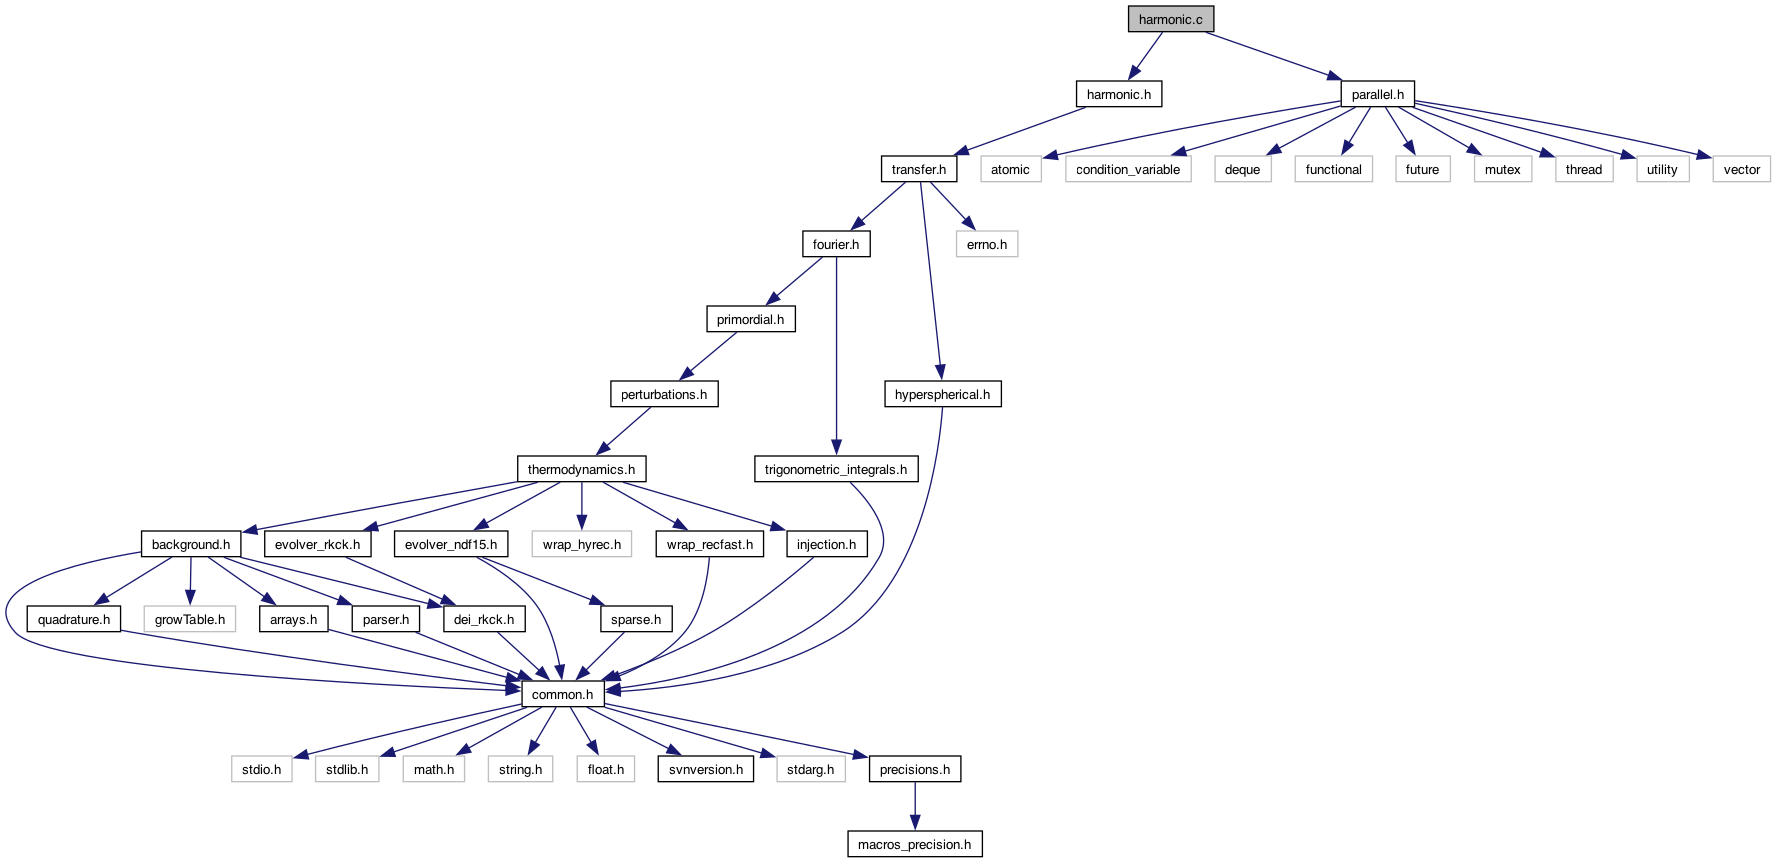 harmonic.c
harmonic.h
parallel.h
transfer.h
atomic
condition_variable
deque
functional
future
mutex
thread
utility
vector
fourier.h
errno.h
primordial.h
perturbations.h
hyperspherical.h
thermodynamics.h
trigonometric_integrals.h
background.h
evolver_rkck.h
evolver_ndf15.h
wrap_hyrec.h
wrap_recfast.h
injection.h
quadrature.h
growTable.h
arrays.h
parser.h
dei_rkck.h
sparse.h
common.h
stdio.h
stdlib.h
math.h
string.h
float.h
svnversion.h
stdarg.h
precisions.h
macros_precision.h